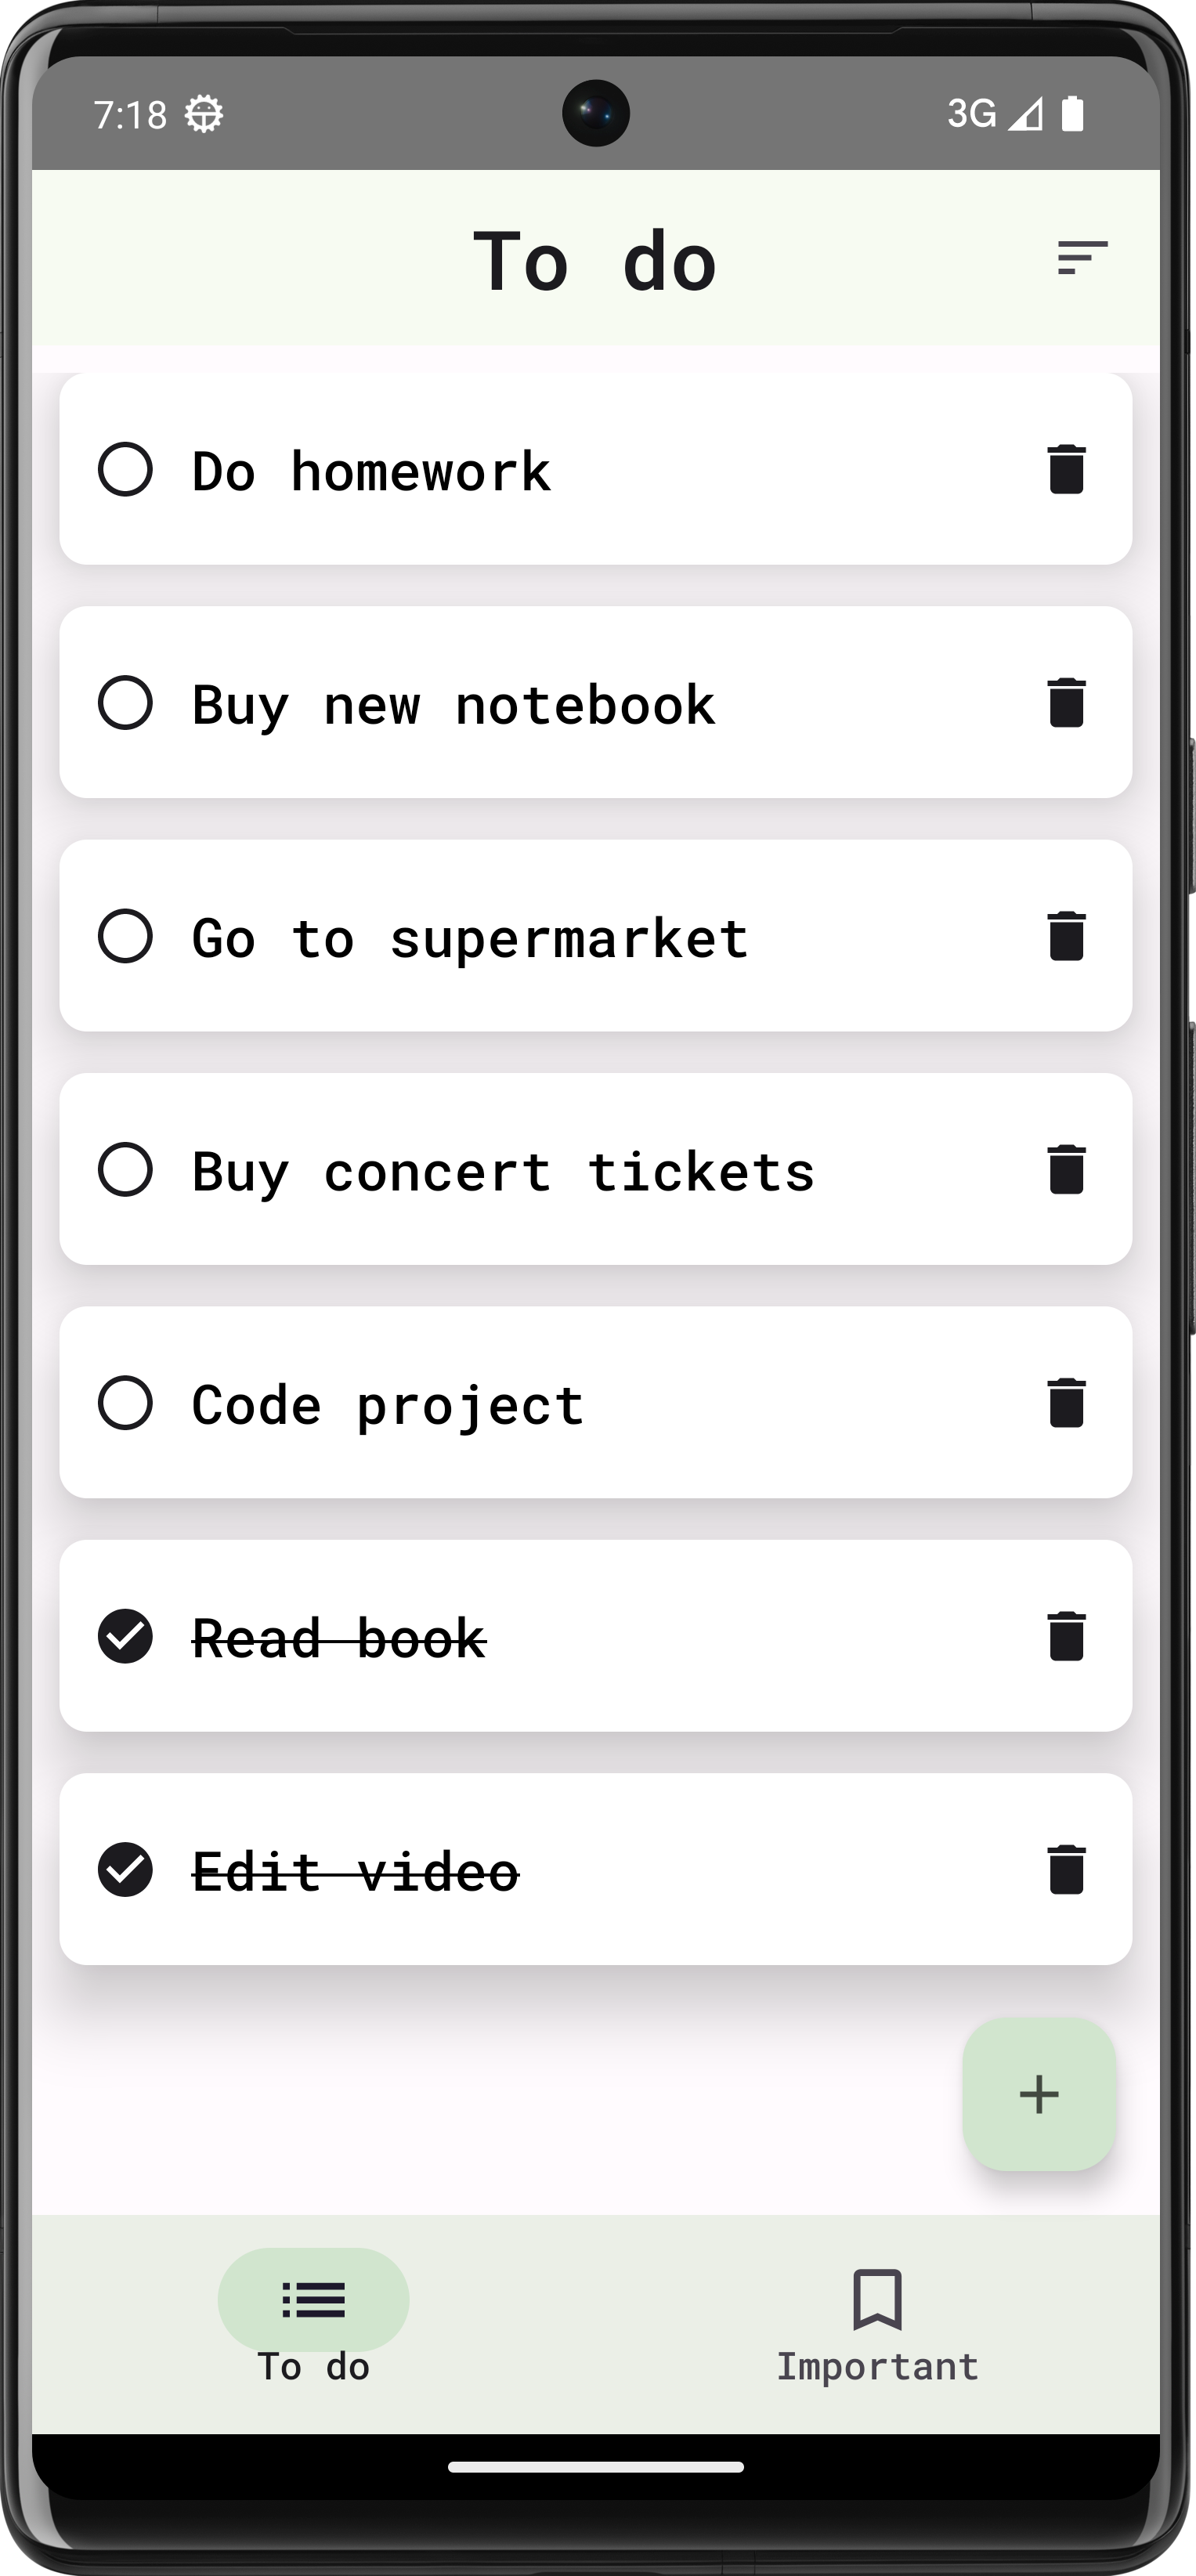 7:18 3G
To do
Do homework
Buy new notebook
Go to supermarket
Buy concert tickets
Code project
Read book
Edit video
+
To do Important